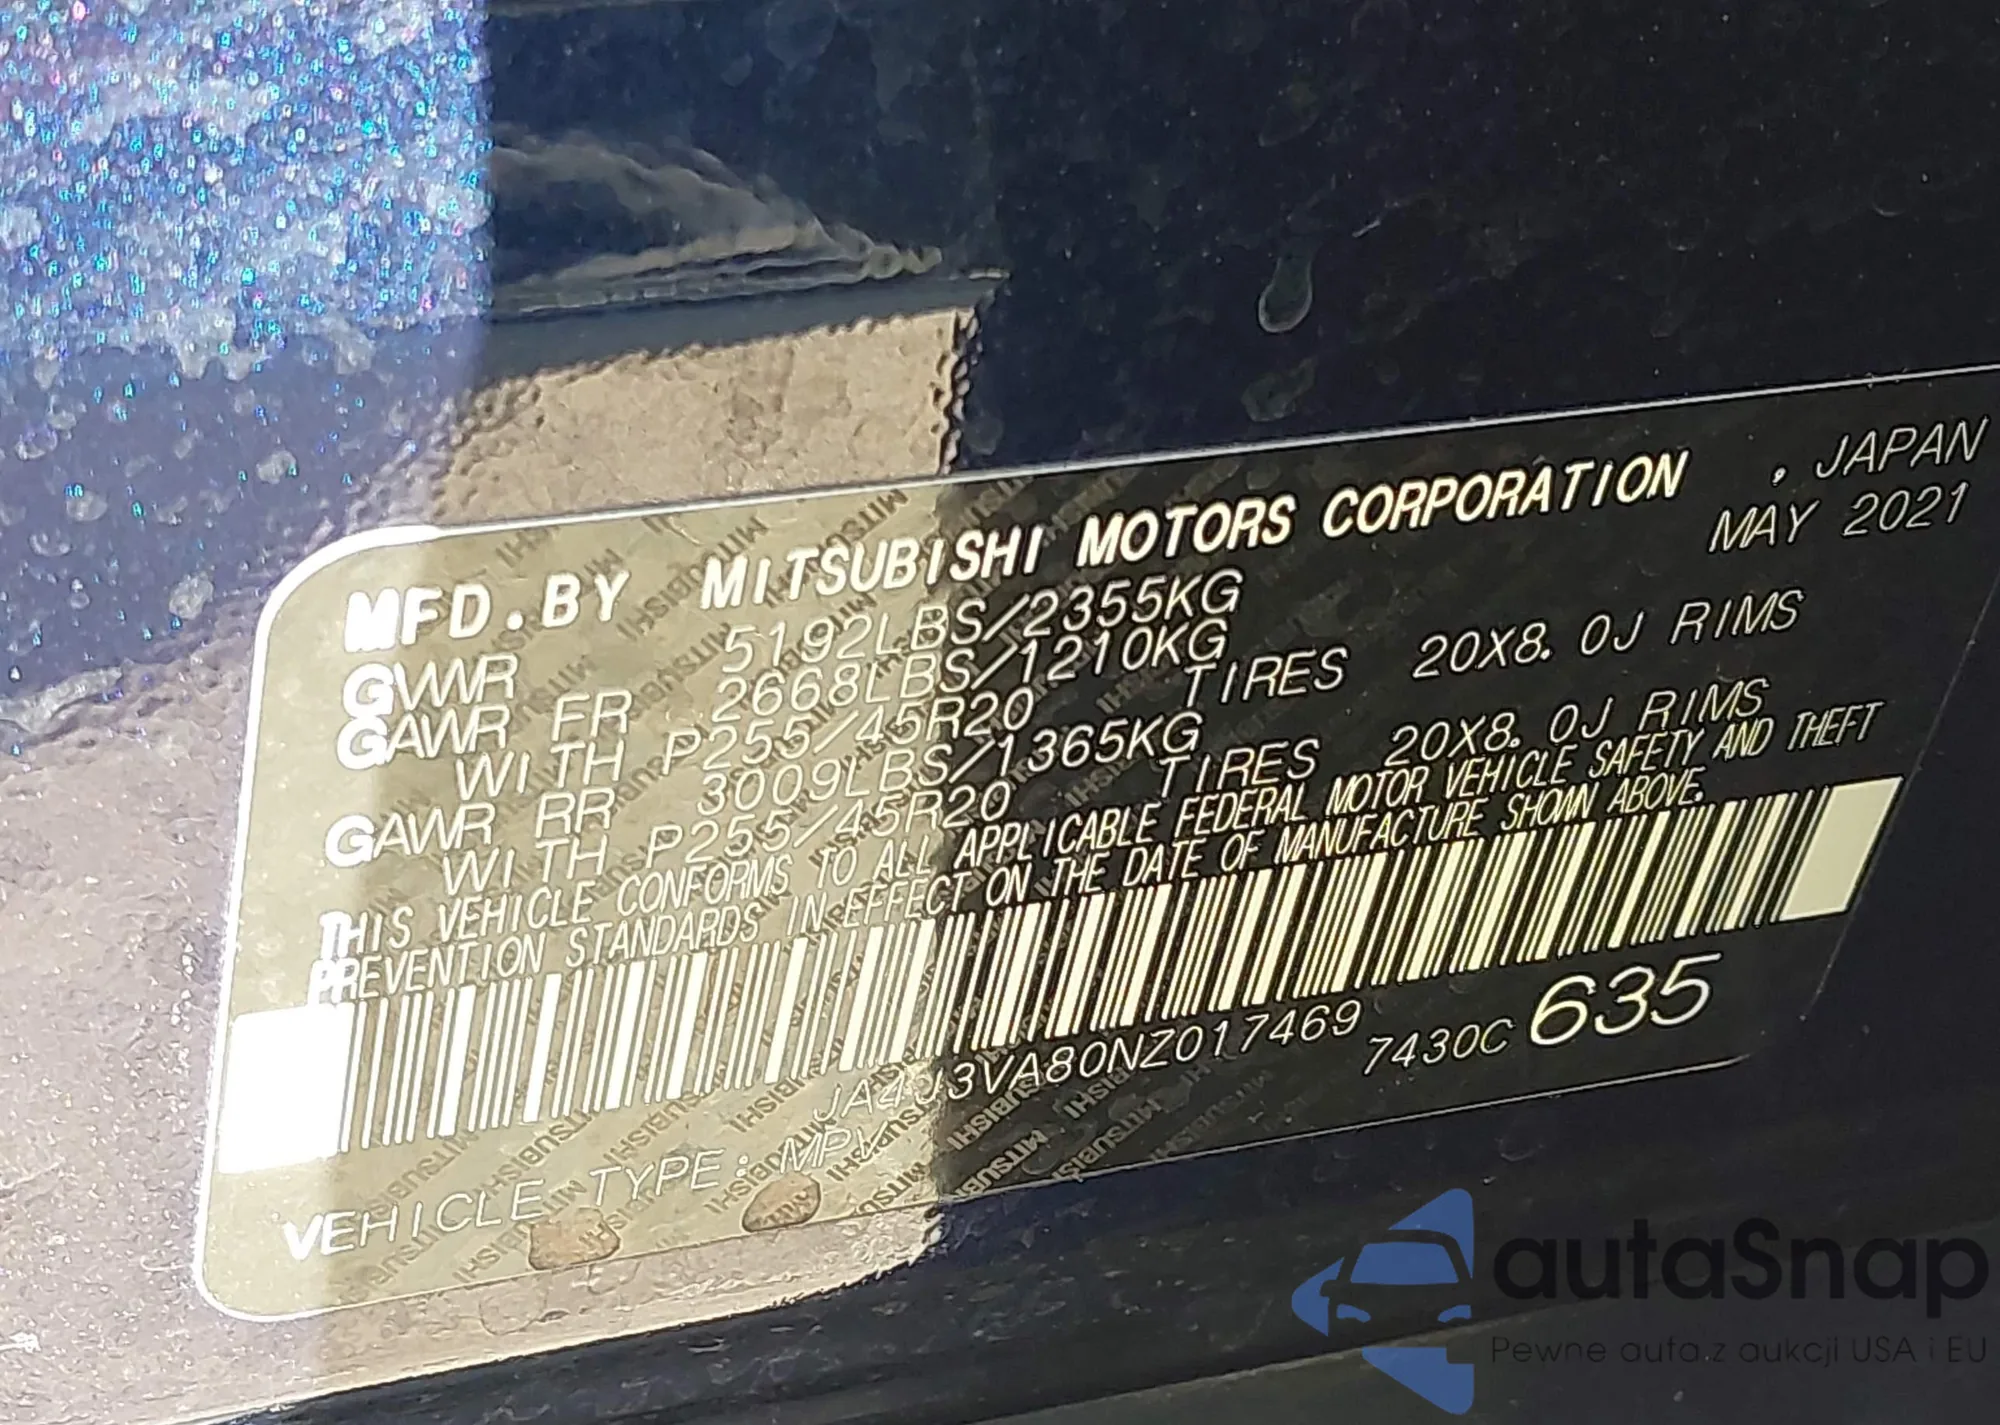 MFD.BY MITSUBISHI MOTORS CORPORATION , JAPAN
MAY 2021
GVWR 5192LBS/2355KG
GAWR FR 2668LBS/1210KG
WITH P255/45R20 TIRES 20X8.0J RIMS
GAWR RR 3009LBS/1365KG
WITH P255/45R20 TIRES 20X8.0J RIMS
THIS VEHICLE CONFORMS TO ALL APPLICABLE FEDERAL MOTOR VEHICLE SAFETY AND THEFT
PREVENTION STANDARDS IN EFFECT ON THE DATE OF MANUFACTURE SHOWN ABOVE.
JA4J3VA80NZ017469 7430C 635
VEHICLE TYPE: MPV
autaSnap
Pewne auta z aukcji USA i EU